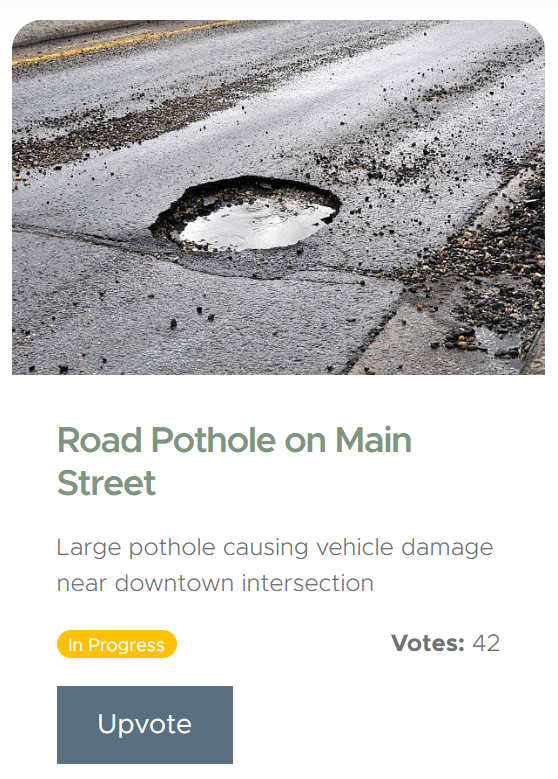 Road Pothole on Main
Street
Large pothole causing vehicle damage
near downtown intersection
In Progress
Votes: 42
Upvote